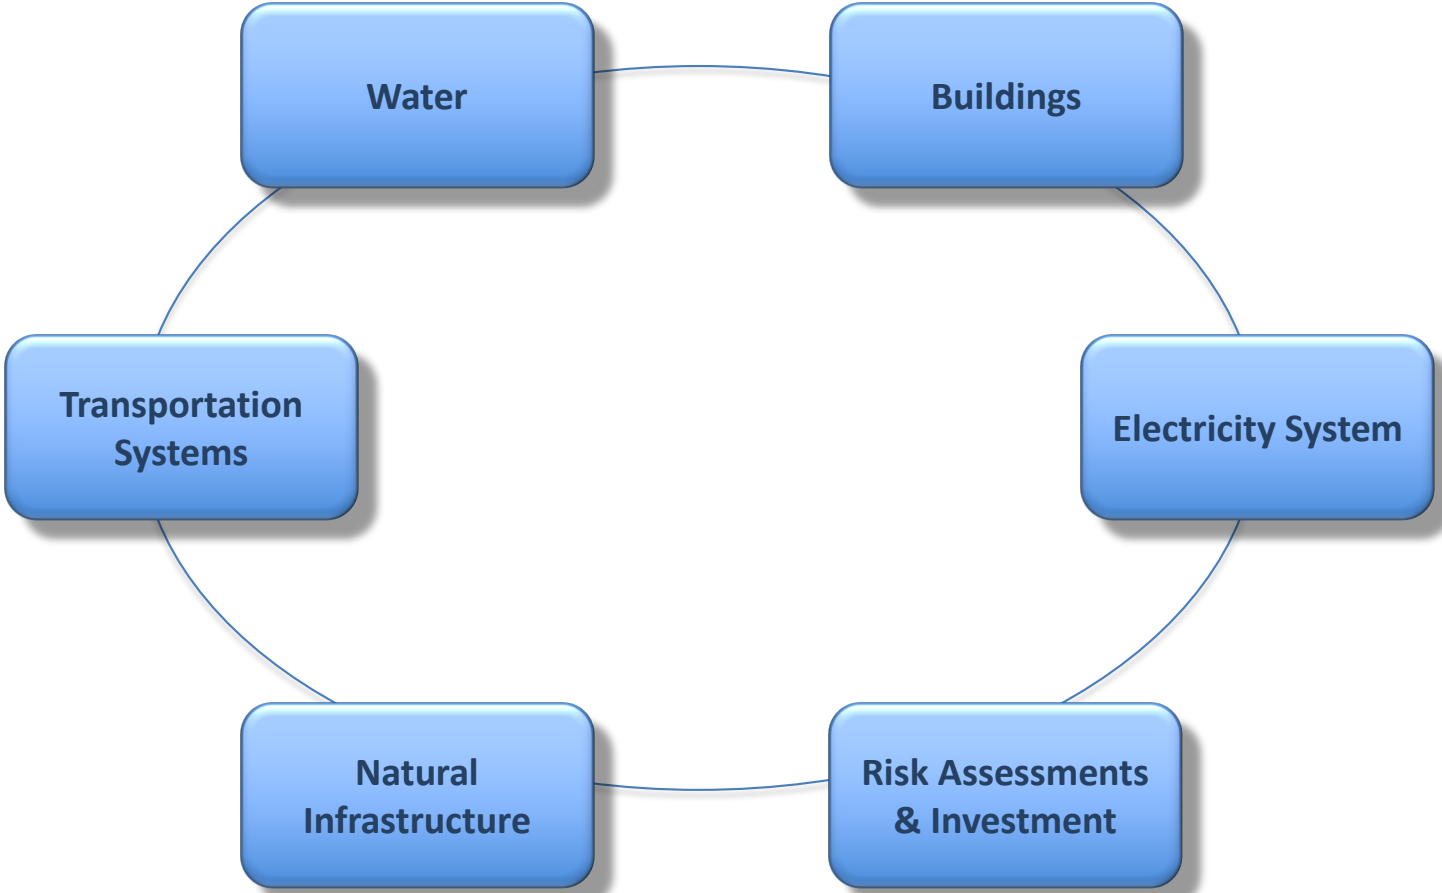 Water
Buildings
Transportation
Systems
Electricity System
Natural
Infrastructure
Risk Assessments
& Investment